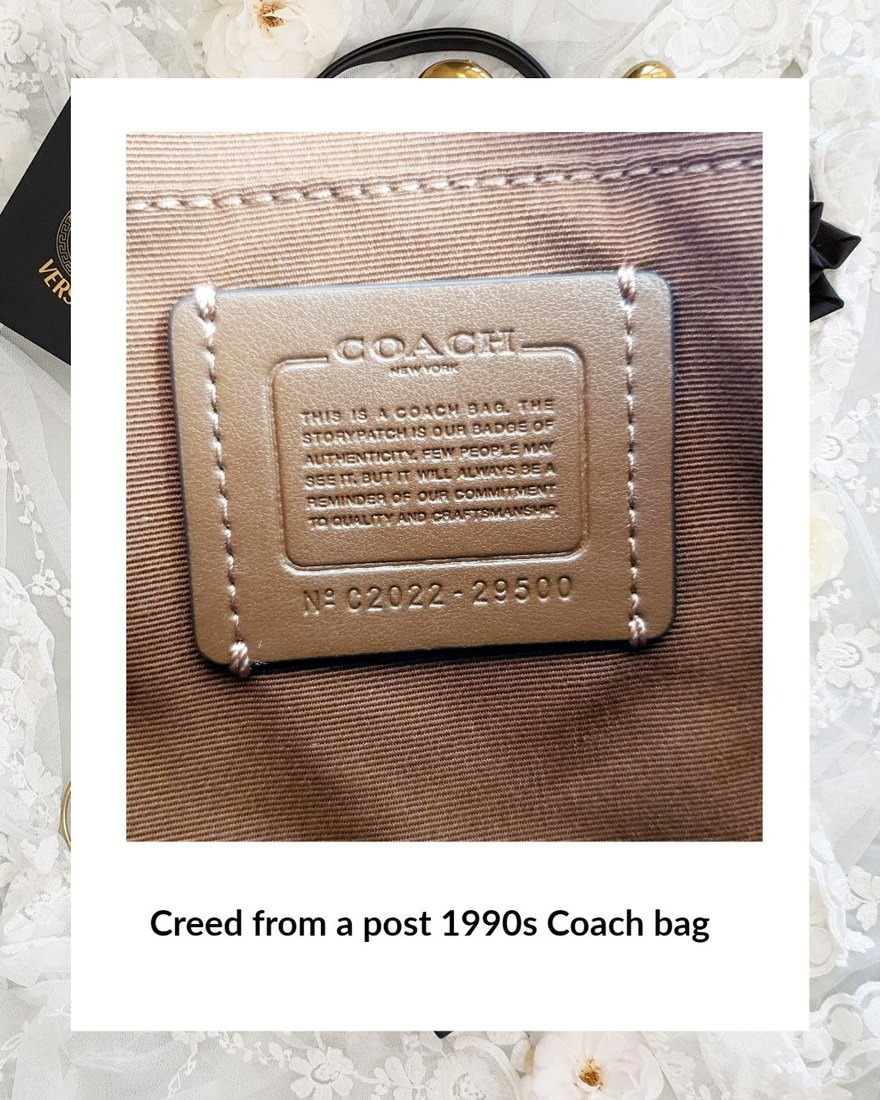 COACH
NEW YORK
THIS IS A COACH BAG. THE
STORYPATCH IS OUR BADGE OF
AUTHENTICITY. FEW PEOPLE MAY
SEE IT. BUT IT WILL ALWAYS BE A
REMINDER OF OUR COMMITMENT
TO QUALITY AND CRAFTSMANSHIP.
Nº C2022 - 29500
Creed from a post 1990s Coach bag